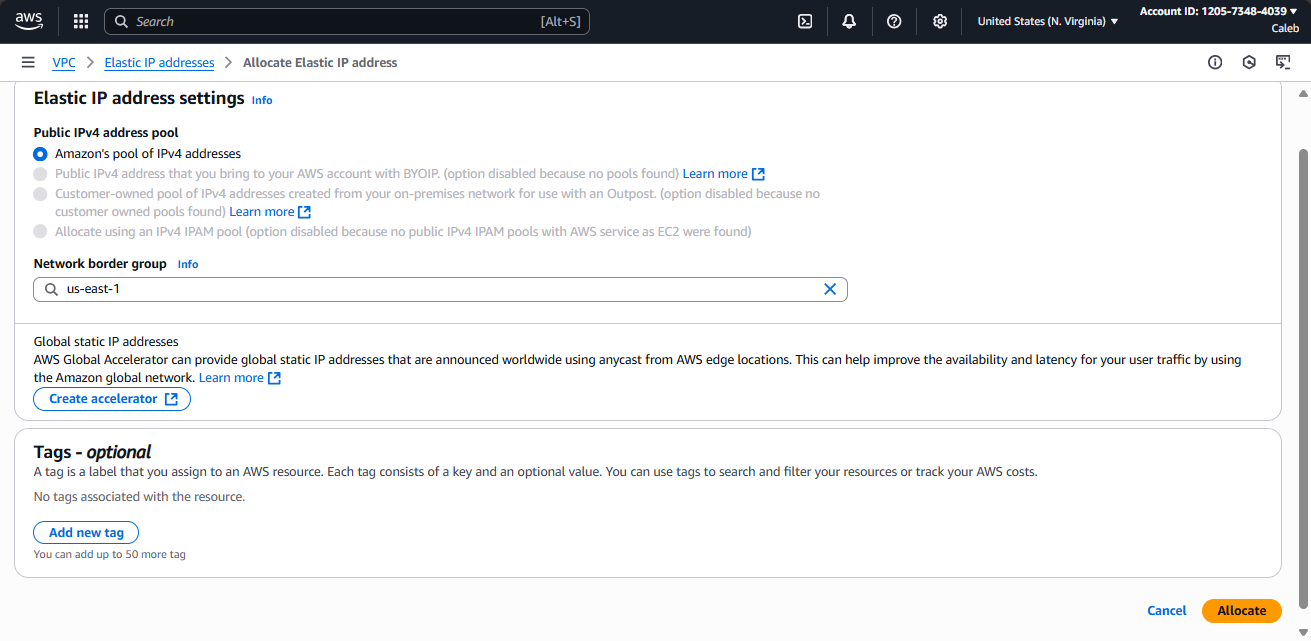 aws
Search [Alt+S]
United States (N. Virginia)
Account ID: 1205-7348-4039
Caleb
VPC
Elastic IP addresses
Allocate Elastic IP address
Elastic IP address settings Info
Public IPv4 address pool
Amazon's pool of IPv4 addresses
Public IPv4 address that you bring to your AWS account with BYOIP. (option disabled because no pools found) Learn more
Customer-owned pool of IPv4 addresses created from your on-premises network for use with an Outpost. (option disabled because no
customer owned pools found) Learn more
Allocate using an IPv4 IPAM pool (option disabled because no public IPv4 IPAM pools with AWS service as EC2 were found)
Network border group Info
us-east-1
Global static IP addresses
AWS Global Accelerator can provide global static IP addresses that are announced worldwide using anycast from AWS edge locations. This can help improve the availability and latency for your user traffic by using
the Amazon global network. Learn more
Create accelerator
Tags - optional
A tag is a label that you assign to an AWS resource. Each tag consists of a key and an optional value. You can use tags to search and filter your resources or track your AWS costs.
No tags associated with the resource.
Add new tag
You can add up to 50 more tag
Cancel
Allocate